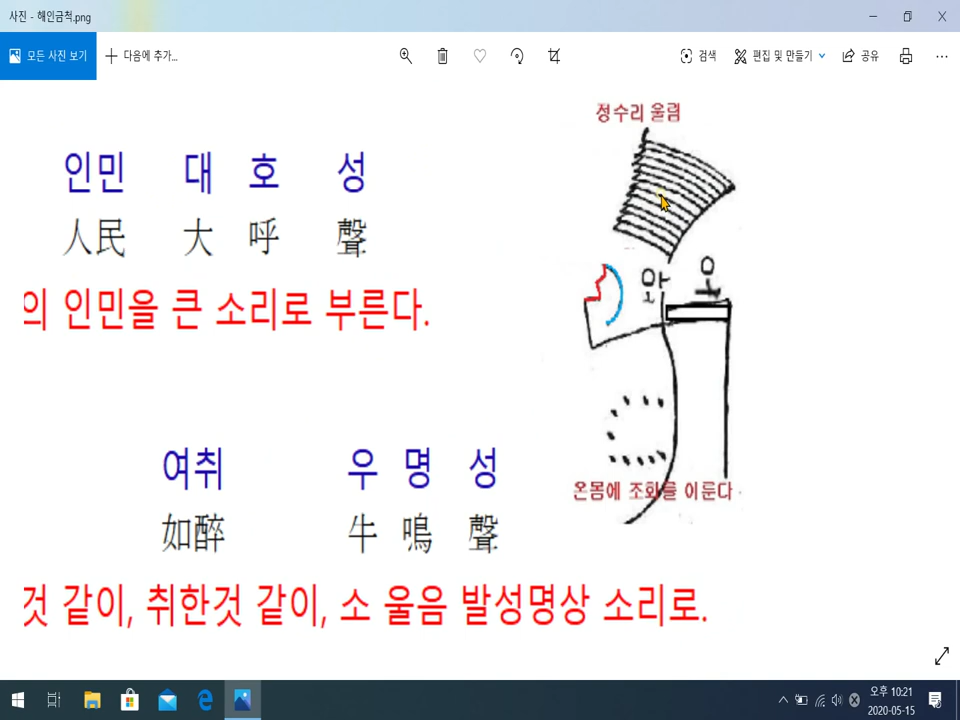 사진 - 해인금척.png
모든 사진 보기
다음에 추가...
검색
편집 및 만들기
공유
정수리 울림
인민 대 호 성
人民 大 呼 聲
의 인민을 큰 소리로 부른다.
와 우
여취 우 명 성
如醉 牛 鳴 聲
온몸에 조화를 이룬다
것 같이, 취한것 같이, 소 울음 발성명상 소리로.
오후 10:21
2020-05-15